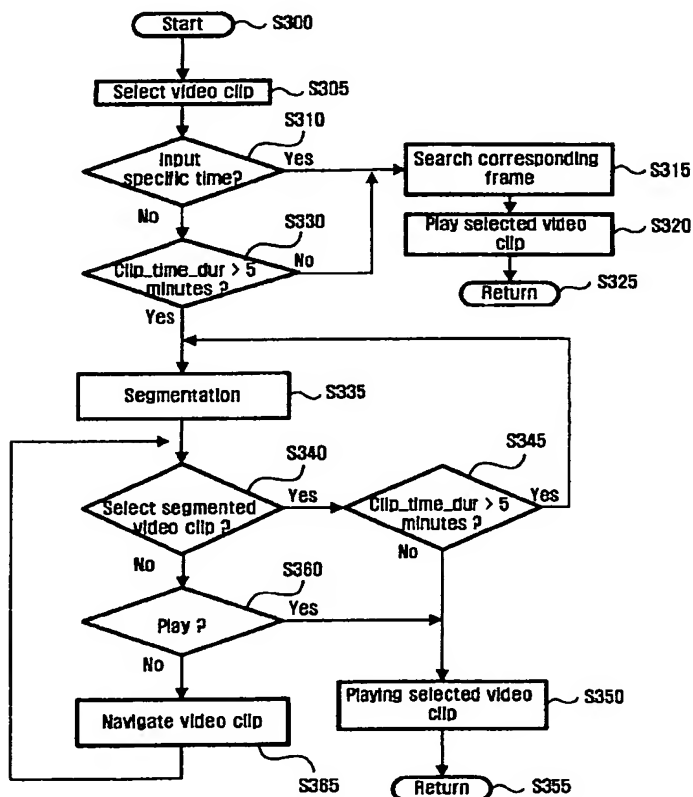 Start
S300
Select video clip
S305
S310
Input
specific time?
Yes
No
Search corresponding
frame
S315
S330
Clip_time_dur > 5
minutes ?
No
Yes
Play selected video
clip
S320
Return
S325
Segmentation
S335
S340
Select segmented
video clip ?
Yes
No
S345
Clip_time_dur > 5
minutes ?
Yes
No
S360
Play ?
Yes
No
Navigate video clip
S365
Playing selected video
clip
S350
Return
S355